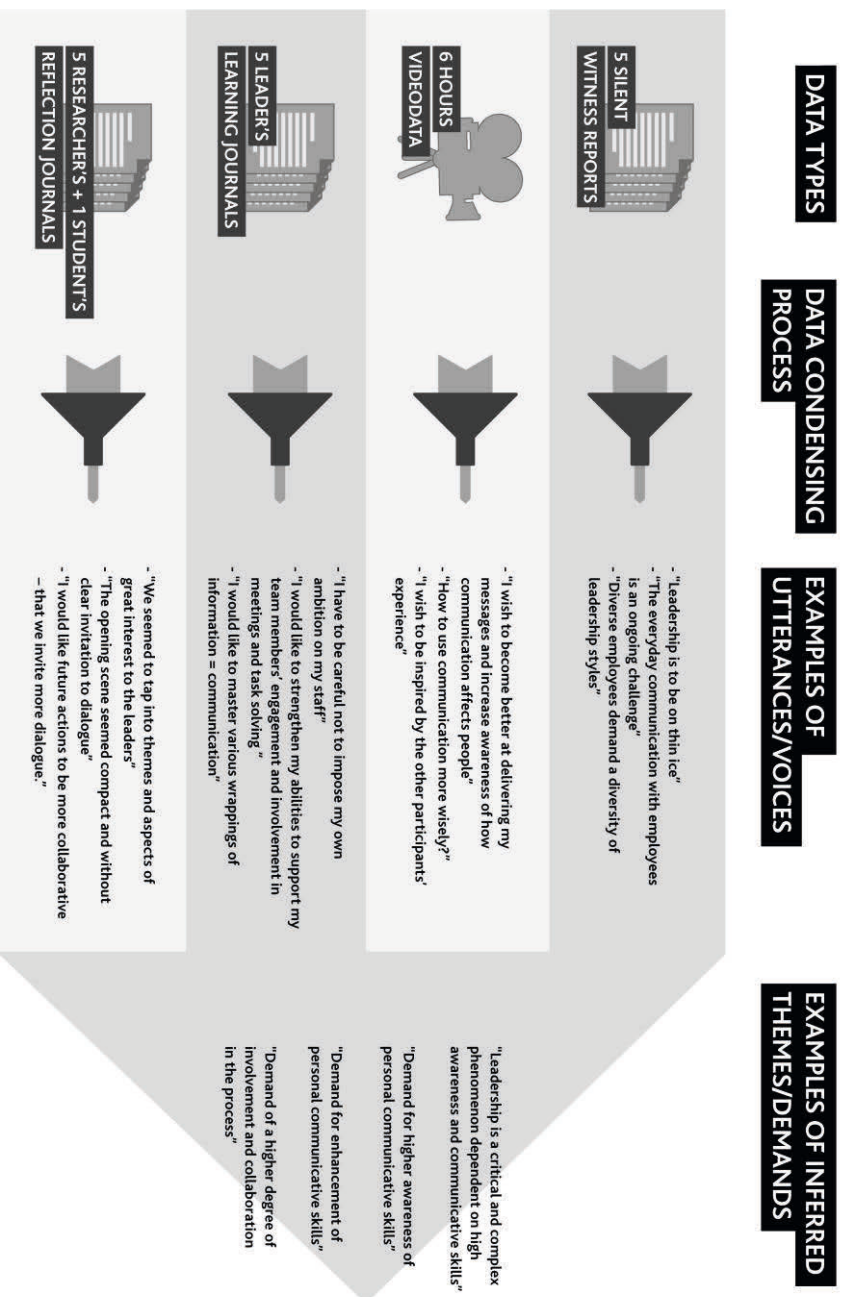 DATA TYPES
DATA CONDENSING
PROCESS
EXAMPLES OF
UTTERANCES/VOICES
EXAMPLES OF INFERRED
THEMES/DEMANDS
5 SILENT
WITNESS REPORTS
- "Leadership is to be on thin ice"
- "The everyday communication with employees
is an ongoing challenge"
- "Diverse employees demand a diversity of
leadership styles"
6 HOURS
VIDEODATA
- "I wish to become better at delivering my
messages and increase awareness of how
communication affects people"
- "How to use communication more wisely?"
- "I wish to be inspired by the other participants'
experience"
5 LEADER'S
LEARNING JOURNALS
- "I have to be careful not to impose my own
ambition on my staff"
- "I would like to strengthen my abilities to support my
team members' engagement and involvement in
meetings and task solving "
- "I would like to master various wrappings of
information = communication"
5 RESEARCHER'S + 1 STUDENT'S
REFLECTION JOURNALS
- "We seemed to tap into themes and aspects of
great interest to the leaders"
- "The opening scene seemed compact and without
clear invitation to dialogue"
- "I would like future actions to be more collaborative
– that we invite more dialogue."
"Leadership is a critical and complex
phenomenon dependent on high
awareness and communicative skills"
"Demand for higher awareness of
personal communicative skills"
"Demand for enhancement of
personal communicative skills"
"Demand of a higher degree of
involvement and collaboration
in the process"